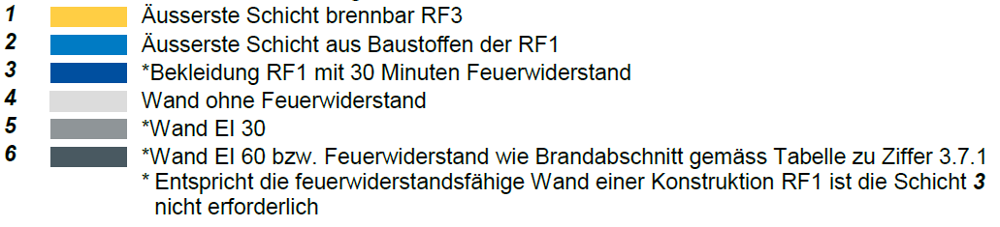 1 Äusserste Schicht brennbar RF3
2 Äusserste Schicht aus Baustoffen der RF1
3 *Bekleidung RF1 mit 30 Minuten Feuerwiderstand
4 Wand ohne Feuerwiderstand
5 *Wand EI 30
6 *Wand EI 60 bzw. Feuerwiderstand wie Brandabschnitt gemäss Tabelle zu Ziffer 3.7.1
* Entspricht die feuerwiderstandsfähige Wand einer Konstruktion RF1 ist die Schicht 3
nicht erforderlich